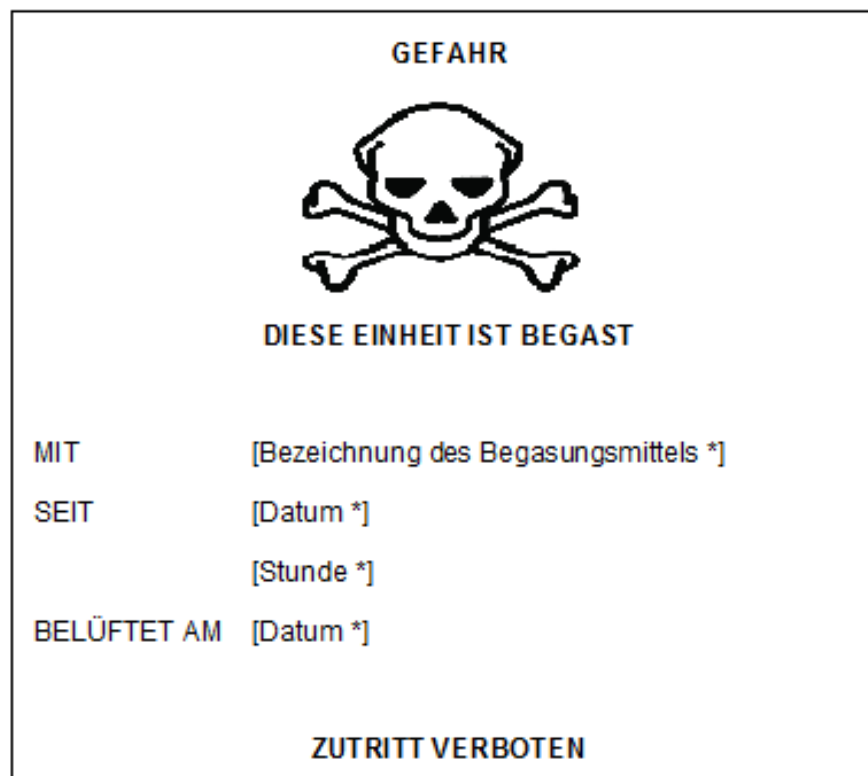 GEFAHR
DIESE EINHEIT IST BEGAST
MIT [Bezeichnung des Begasungsmittels *]
SEIT [Datum *]
[Stunde *]
BELÜFTET AM [Datum *]
ZUTRITT VERBOTEN